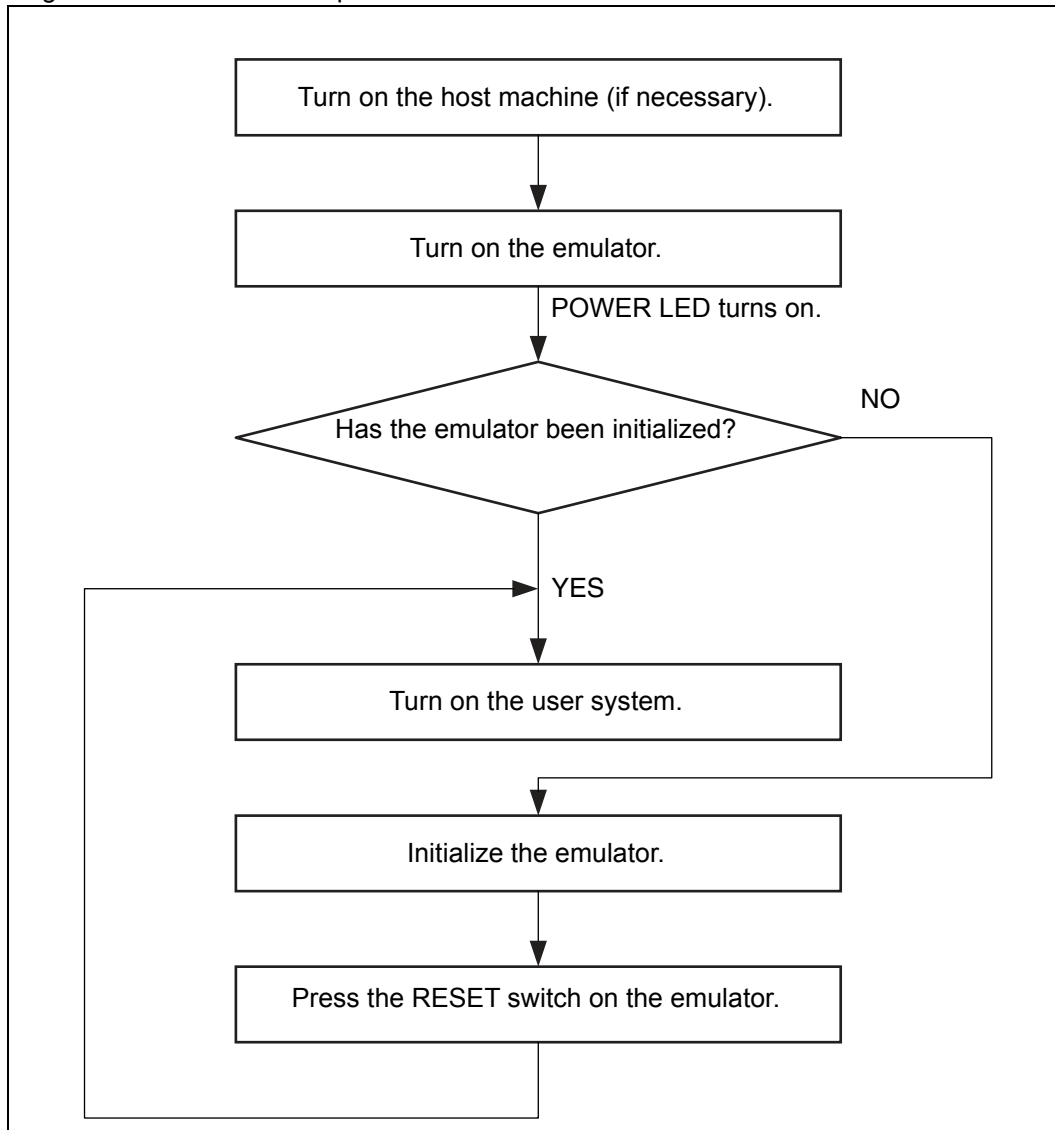 Turn on the host machine (if necessary).
Turn on the emulator.
POWER LED turns on.
NO
Has the emulator been initialized?
YES
Turn on the user system.
Initialize the emulator.
Press the RESET switch on the emulator.